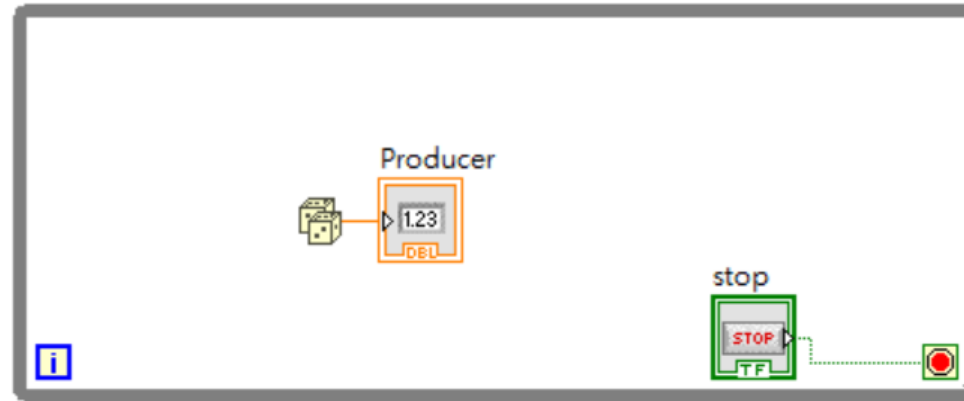 Producer
1.23
DBL
stop
STOP
TF
i